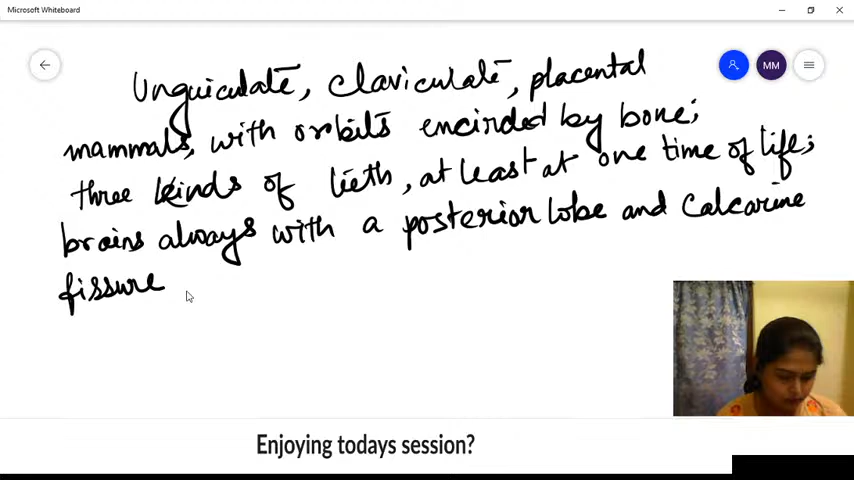 Microsoft Whiteboard
MM
Unguiculate, claviculate, placental
mammals, with orbits encircled by bone;
three kinds of teeth, at least at one time of life;
brains always with a posterior lobe and calcarine
fissure
Enjoying todays session?